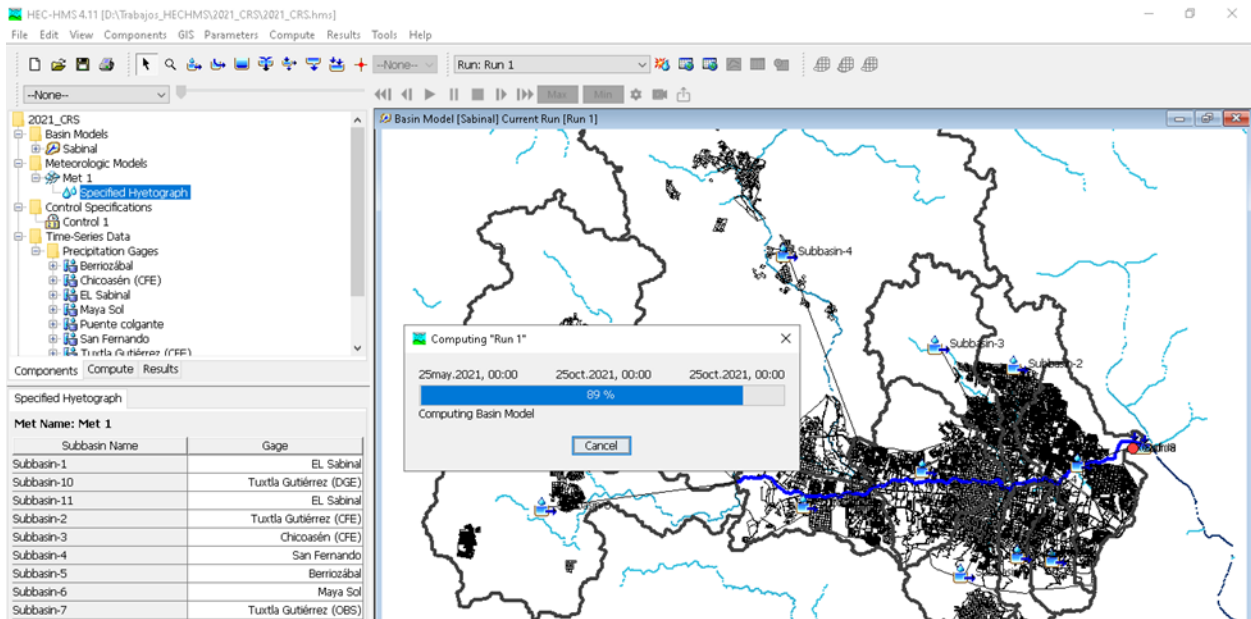 HEC-HMS 4.11 [D:\Trabajos_HECHMS\2021_CRS\2021_CRS.hms]
File Edit View Components GIS Parameters Compute Results Tools Help
--None-- Run: Run 1
--None-- Max Min
2021_CRS
Basin Models
Sabinal
Meteorologic Models
Met 1
Specified Hyetograph
Control Specifications
Control 1
Time-Series Data
Precipitation Gages
Berriozábal
Chicoasén (CFE)
EL Sabinal
Maya Sol
Puente colgante
San Fernando
Tuxtla Gutiérrez (CFE)
Components Compute Results
Specified Hyetograph
Met Name: Met 1
Subbasin Name Gage
Subbasin-1 EL Sabinal
Subbasin-10 Tuxtla Gutiérrez (DGE)
Subbasin-11 EL Sabinal
Subbasin-2 Tuxtla Gutiérrez (CFE)
Subbasin-3 Chicoasén (CFE)
Subbasin-4 San Fernando
Subbasin-5 Berriozábal
Subbasin-6 Maya Sol
Subbasin-7 Tuxtla Gutiérrez (OBS)
Basin Model [Sabinal] Current Run [Run 1]
Subbasin-4
Subbasin-3
Subbasin-2
Computing "Run 1"
25may.2021, 00:00 25oct.2021, 00:00 25oct.2021, 00:00
89 %
Computing Basin Model
Cancel